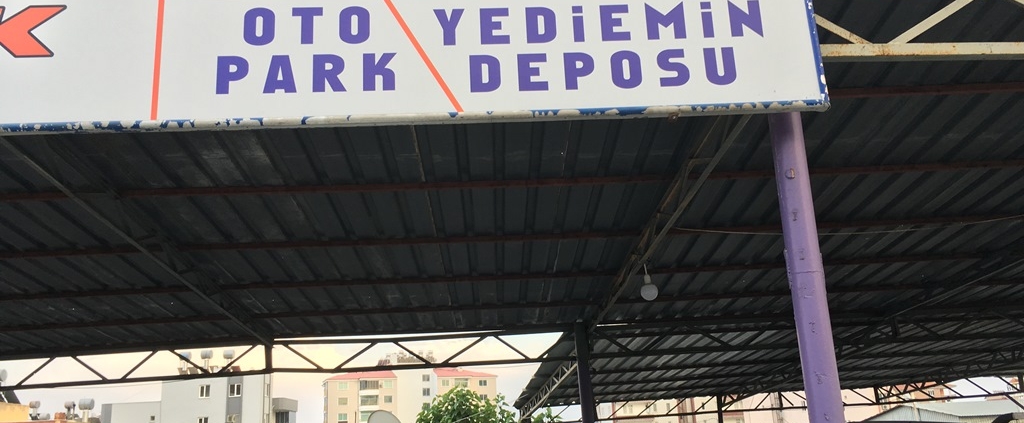 OTO
PARK
YEDİEMİN
DEPOSU